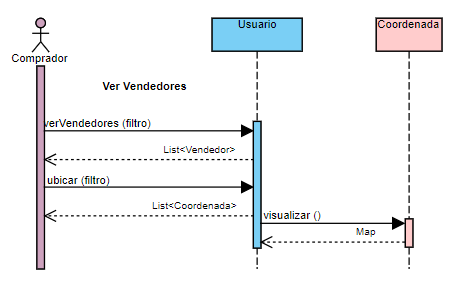 Usuario
Coordenada
Comprador
Ver Vendedores
verVendedores (filtro)
List<Vendedor>
ubicar (filtro)
List<Coordenada>
visualizar ()
Map